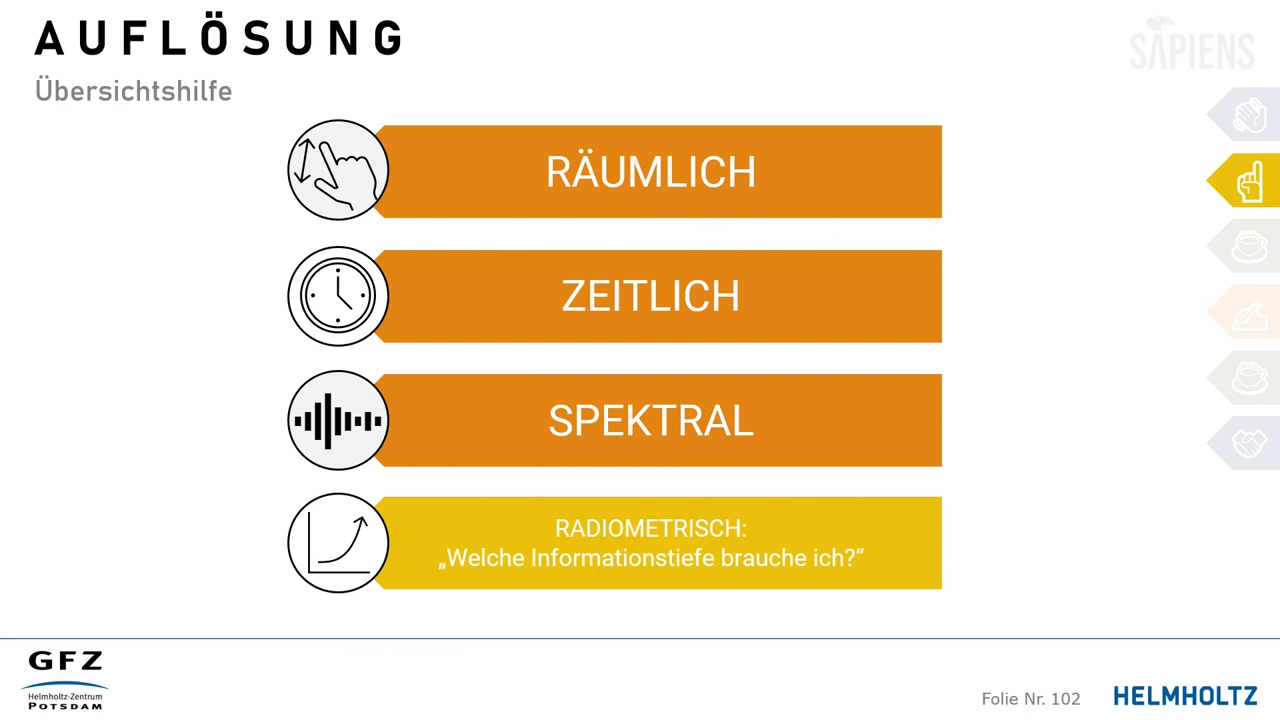 AUFLÖSUNG
Übersichtshilfe
SAPIENS
RÄUMLICH
ZEITLICH
SPEKTRAL
RADIOMETRISCH:
„Welche Informationstiefe brauche ich?“
GFZ
Helmholtz-Zentrum
POTSDAM
Folie Nr. 102
HELMHOLTZ